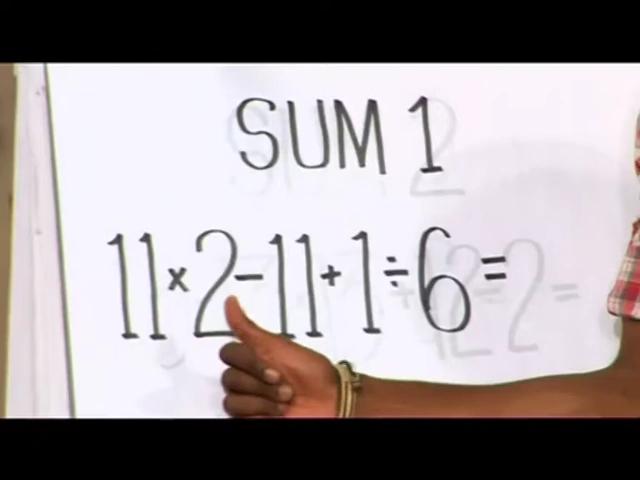 SUM 1
11 × 2 - 11 + 1 ÷ 6 =